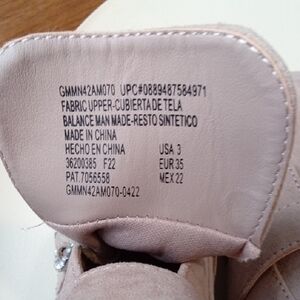 GMMN42AM070 UPC#0889487584971
FABRIC UPPER-CUBIERTA DE TELA
BALANCE MAN MADE-RESTO SINTETICO
MADE IN CHINA
HECHO EN CHINA USA 3
36200385 F22 EUR 35
PAT.7056558 MEX 22
GMMN42AM070-0422